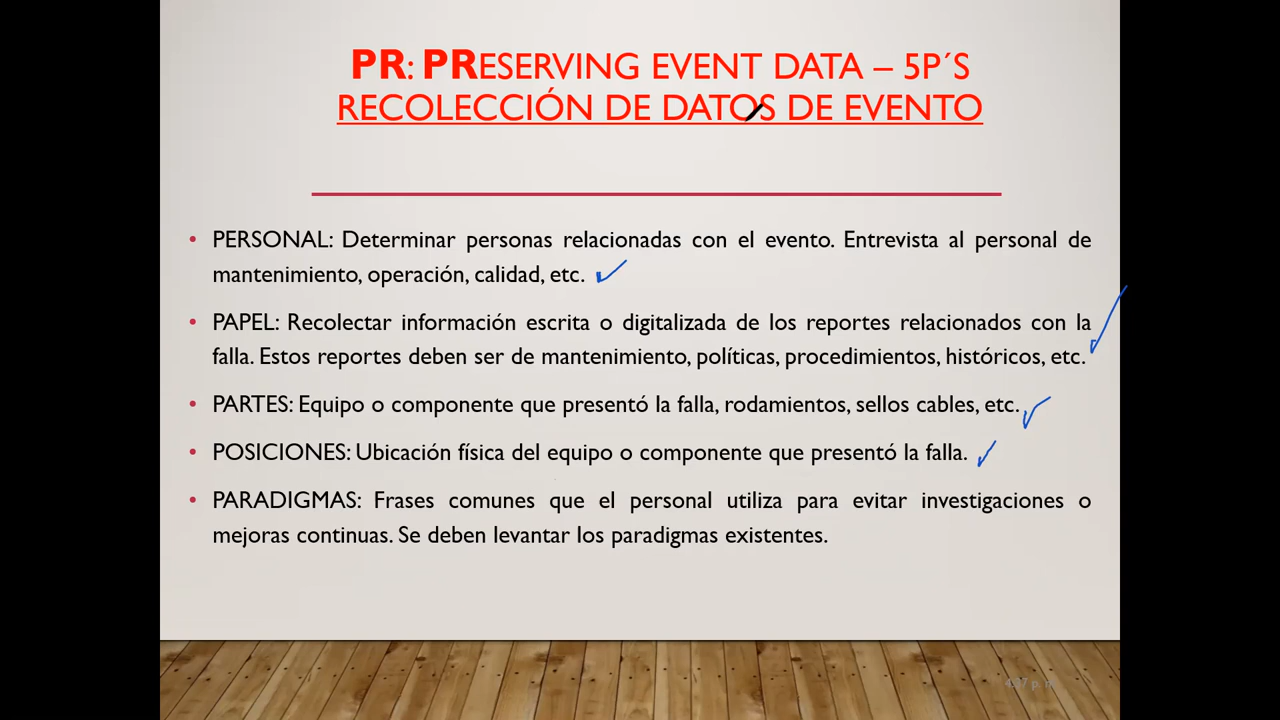 PR: PRESERVING EVENT DATA – 5P´S
RECOLECCIÓN DE DATOS DE EVENTO
• PERSONAL: Determinar personas relacionadas con el evento. Entrevista al personal de
mantenimiento, operación, calidad, etc.
• PAPEL: Recolectar información escrita o digitalizada de los reportes relacionados con la
falla. Estos reportes deben ser de mantenimiento, políticas, procedimientos, históricos, etc.
• PARTES: Equipo o componente que presentó la falla, rodamientos, sellos cables, etc.
• POSICIONES: Ubicación física del equipo o componente que presentó la falla.
• PARADIGMAS: Frases comunes que el personal utiliza para evitar investigaciones o
mejoras continuas. Se deben levantar los paradigmas existentes.